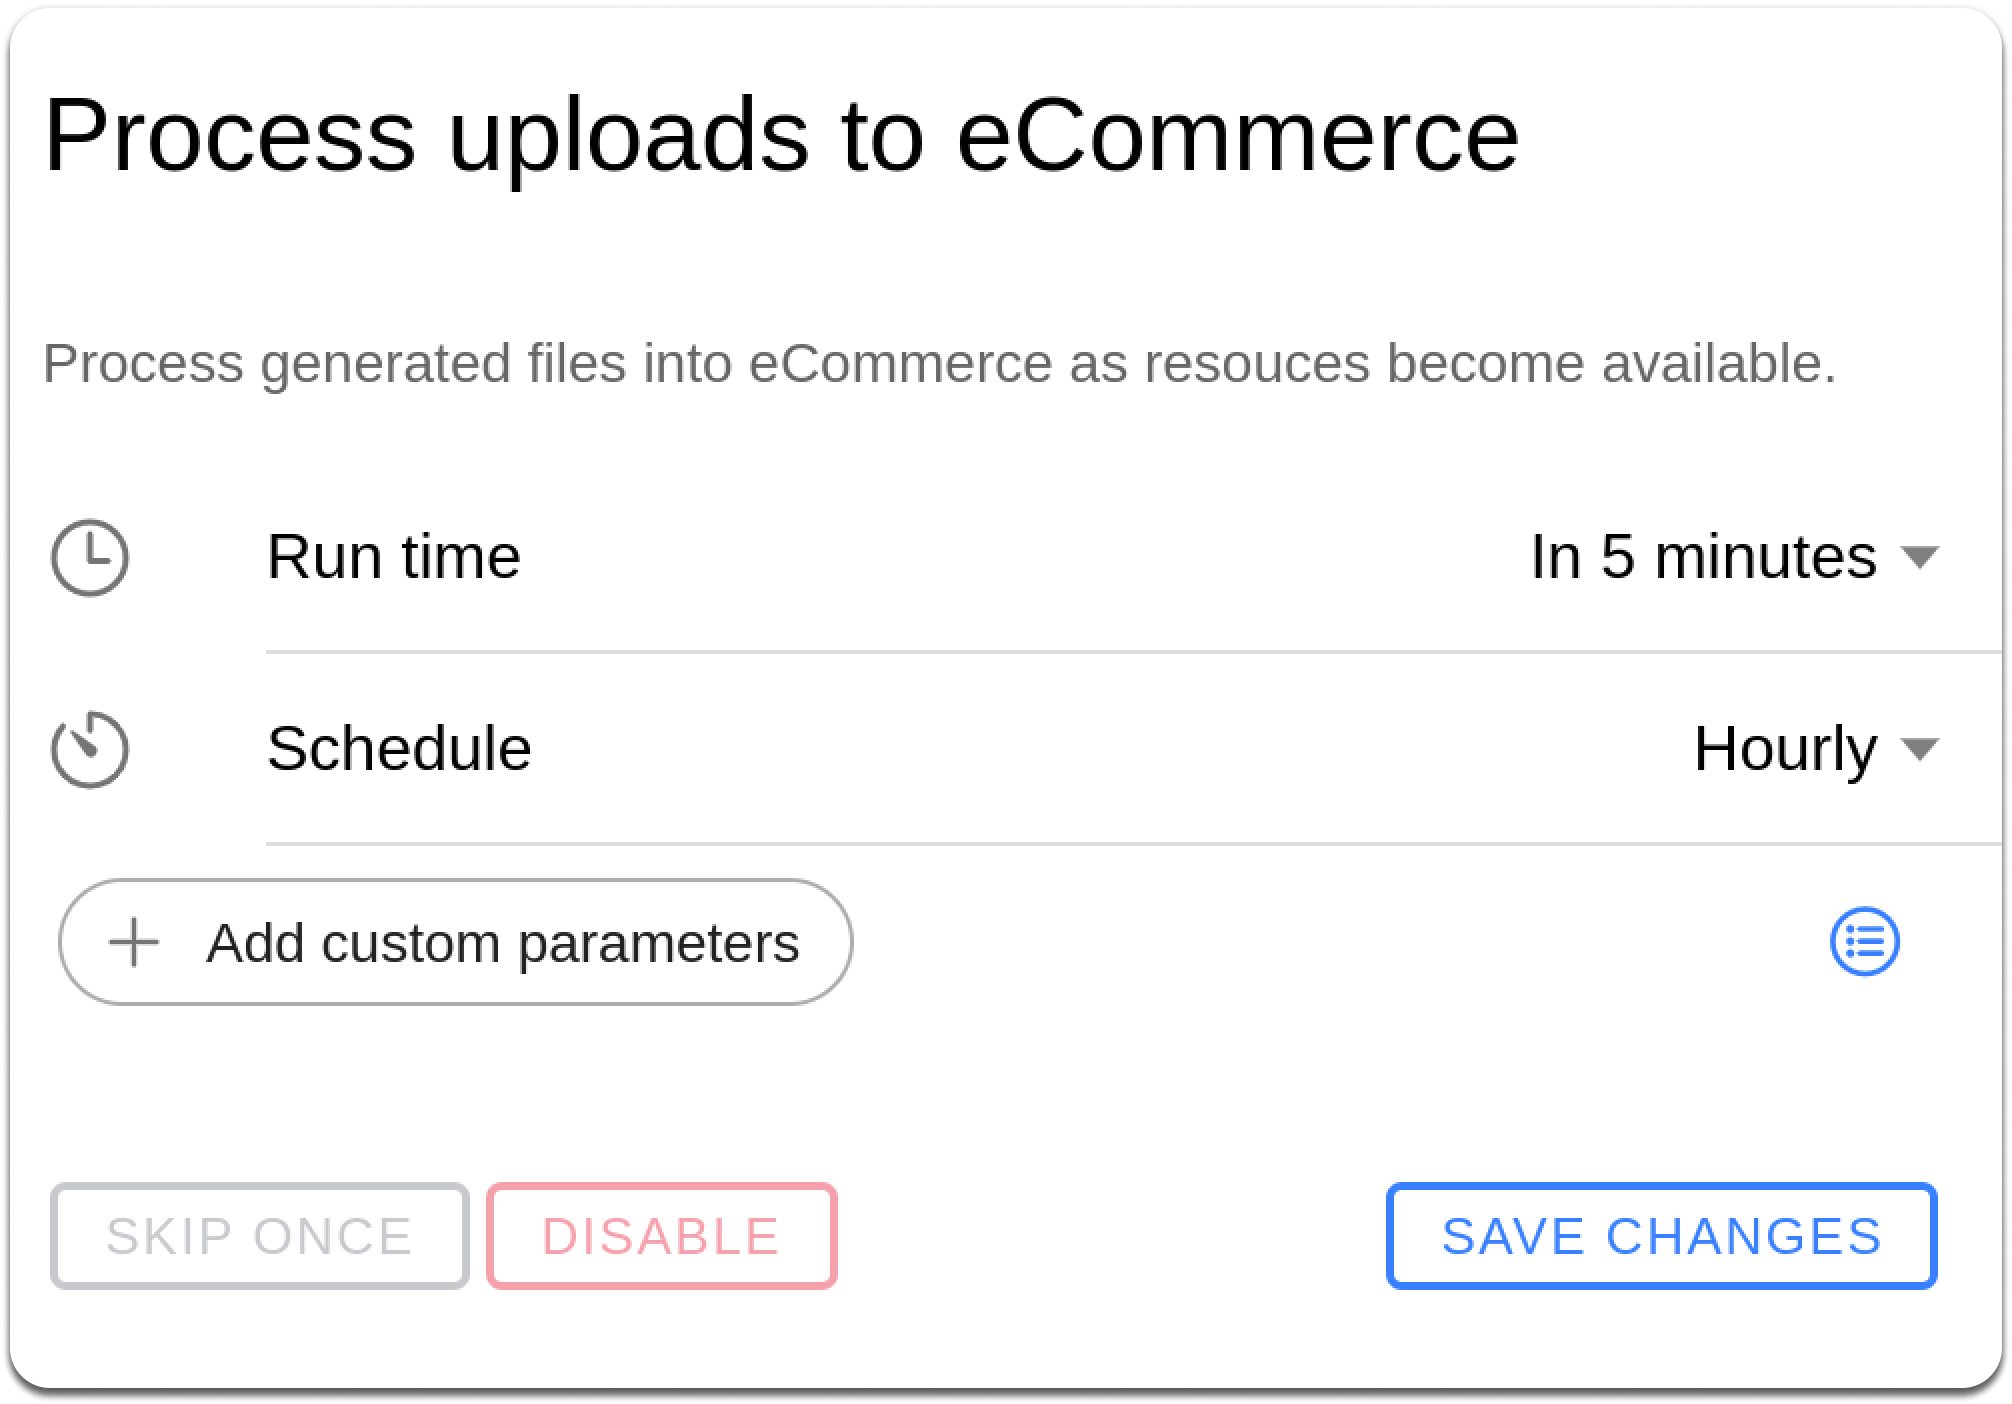 Process uploads to eCommerce
Process generated files into eCommerce as resouces become available.
Run time In 5 minutes
Schedule Hourly
Add custom parameters
SKIP ONCE DISABLE SAVE CHANGES